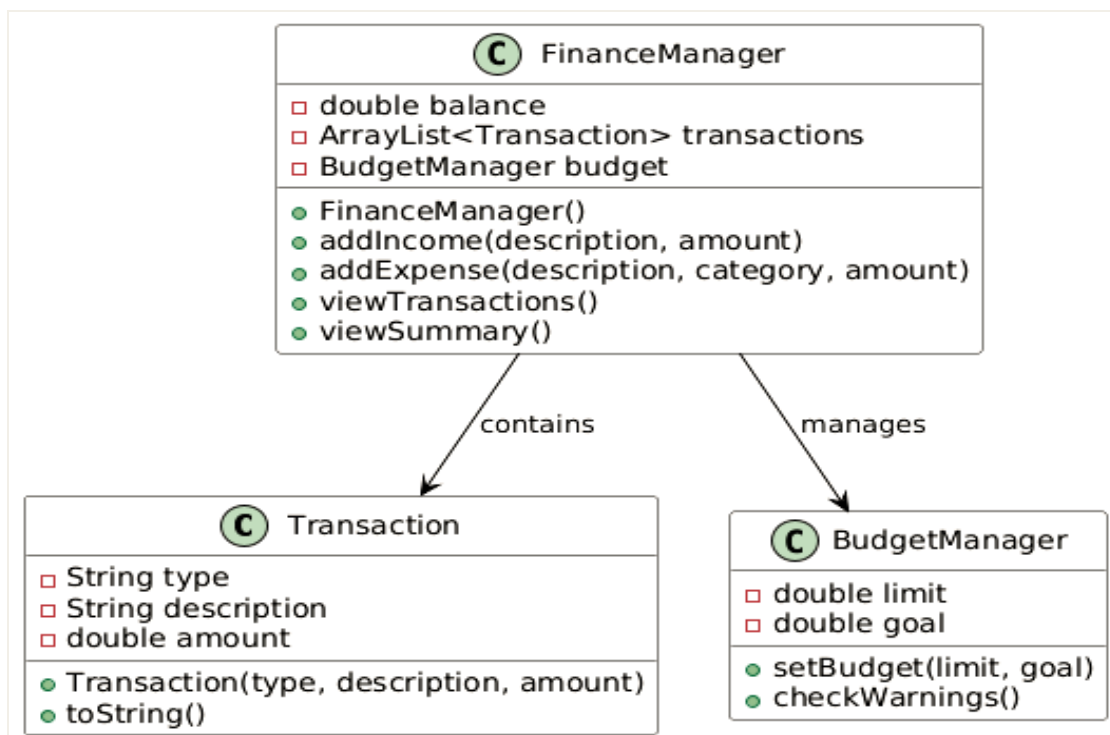 C FinanceManager
double balance
ArrayList<Transaction> transactions
BudgetManager budget
FinanceManager()
addIncome(description, amount)
addExpense(description, category, amount)
viewTransactions()
viewSummary()
contains
manages
C Transaction
String type
String description
double amount
Transaction(type, description, amount)
toString()
C BudgetManager
double limit
double goal
setBudget(limit, goal)
checkWarnings()